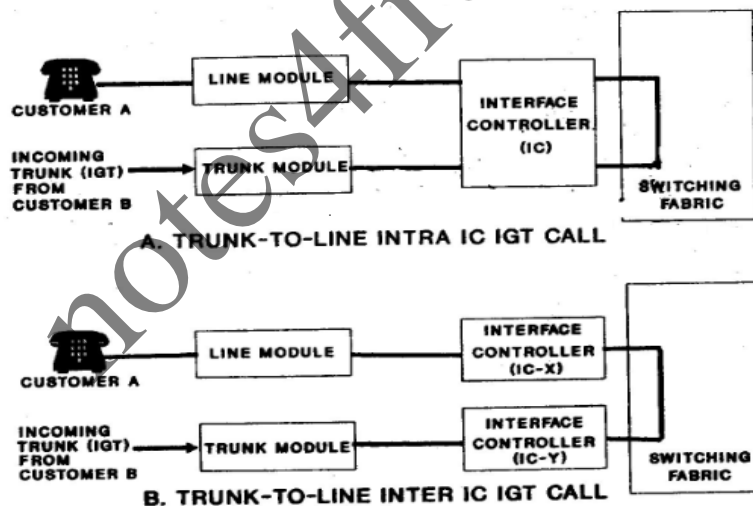 LINE MODULE
CUSTOMER A
INTERFACE
CONTROLLER
(IC)
INCOMING
TRUNK (IGT)
FROM
CUSTOMER B
TRUNK MODULE
SWITCHING
FABRIC
A. TRUNK-TO-LINE INTRA IC IGT CALL
LINE MODULE
CUSTOMER A
INTERFACE
CONTROLLER
(IC-X)
INCOMING
TRUNK (IGT)
FROM
CUSTOMER B
TRUNK MODULE
INTERFACE
CONTROLLER
(IC-Y)
SWITCHING
FABRIC
B. TRUNK-TO-LINE INTER IC IGT CALL